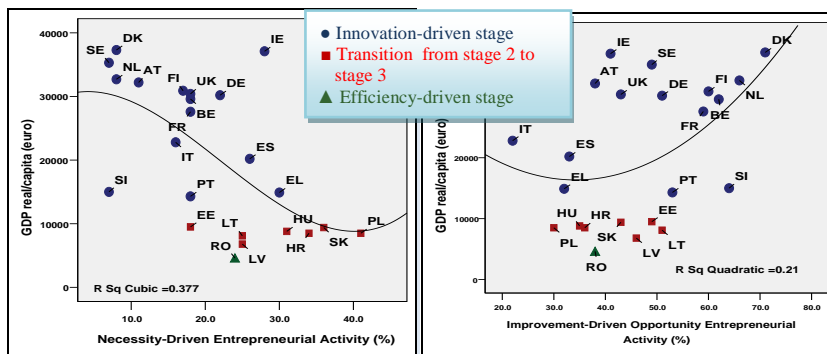 Innovation-driven stage
Transition from stage 2 to
stage 3
Efficiency-driven stage
GDP real/capita (euro)
40000
30000
20000
10000
0
DK
SE
NL
AT
FI
UK
DE
IE
BE
FR
IT
ES
SI
PT
EL
EE
LT
HU
PL
RO
LV
HR
SK
R Sq Cubic =0.377
10.0 20.0 30.0 40.0
Necessity-Driven Entrepreneurial Activity (%)
GDP real/capita (euro)
40000
30000
20000
10000
0
IE
SE
DK
AT
UK
DE
FI
NL
BE
FR
IT
ES
EL
PT
SI
HU
HR
EE
PL
SK
LV
LT
RO
R Sq Quadratic =0.21
20.0 30.0 40.0 50.0 60.0 70.0 80.0
Improvement-Driven Opportunity Entrepreneurial
Activity (%)